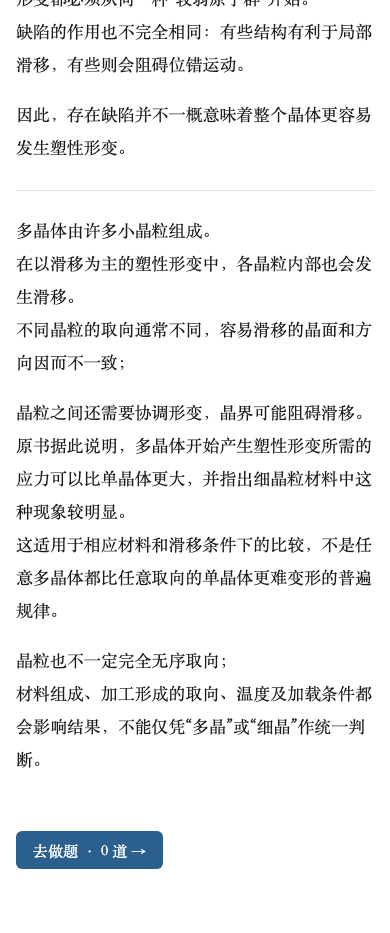 缺陷的作用也不完全相同：有些结构有利于局部
滑移，有些则会阻碍位错运动。
因此，存在缺陷并不一概意味着整个晶体更容易
发生塑性形变。
多晶体由许多小晶粒组成。
在以滑移为主的塑性形变中，各晶粒内部也会发
生滑移。
不同晶粒的取向通常不同，容易滑移的晶面和方
向因而不一致；
晶粒之间还需要协调形变，晶界可能阻碍滑移。
原书据此说明，多晶体开始产生塑性形变所需的
应力可以比单晶体更大，并指出细晶粒材料中这
种现象较明显。
这适用于相应材料和滑移条件下的比较，不是任
意多晶体都比任意取向的单晶体更难变形的普遍
规律。
晶粒也不一定完全无序取向；
材料组成、加工形成的取向、温度及加载条件都
会影响结果，不能仅凭“多晶”或“细晶”作统一判
断。
去做题 · 0 道 →